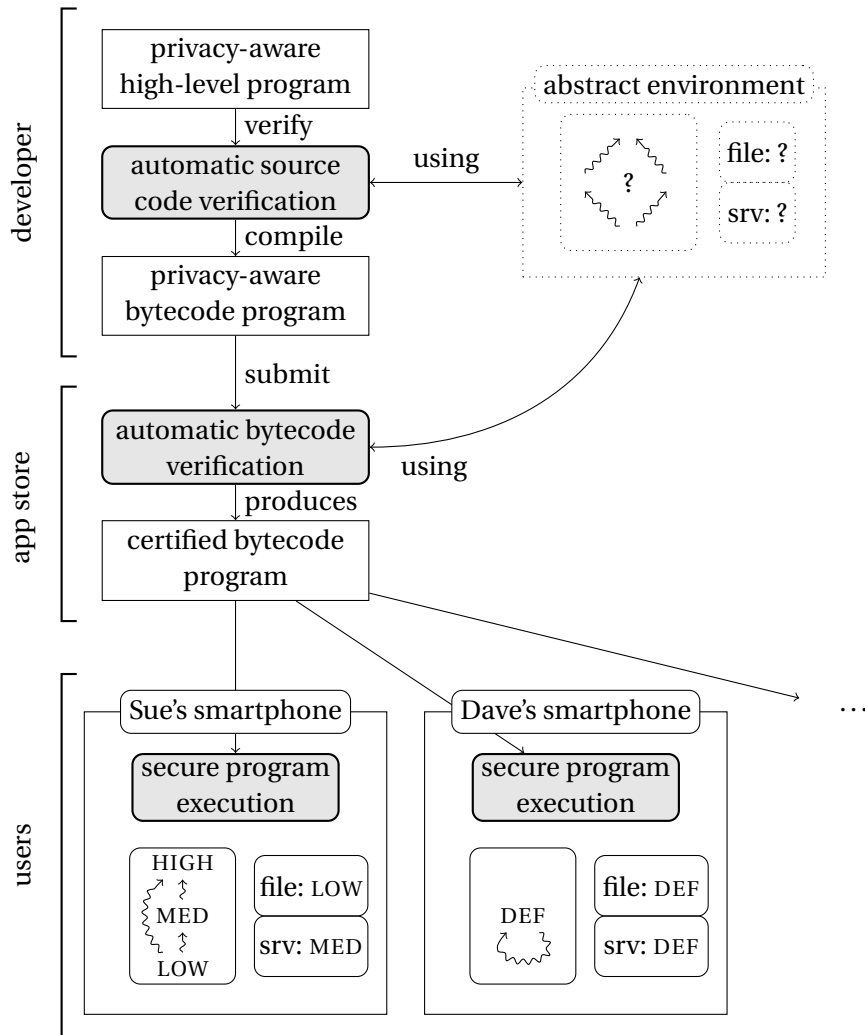 developer
privacy-aware
high-level program
verify
automatic source
code verification
using
compile
privacy-aware
bytecode program
abstract environment
?
file: ?
srv: ?
submit
app store
automatic bytecode
verification
using
produces
certified bytecode
program
users
Sue's smartphone
secure program
execution
HIGH
MED
LOW
file: LOW
srv: MED
Dave's smartphone
secure program
execution
DEF
file: DEF
srv: DEF
...